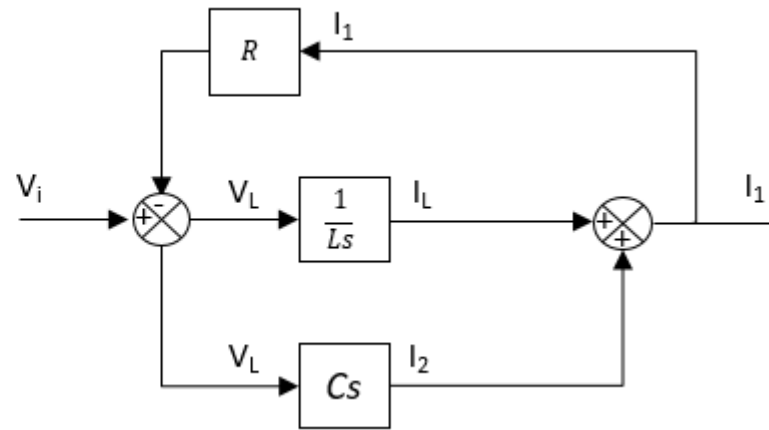 R
I₁
Vᵢ
+
-
V_L
1
Ls
I_L
+
+
I₁
V_L
Cs
I₂